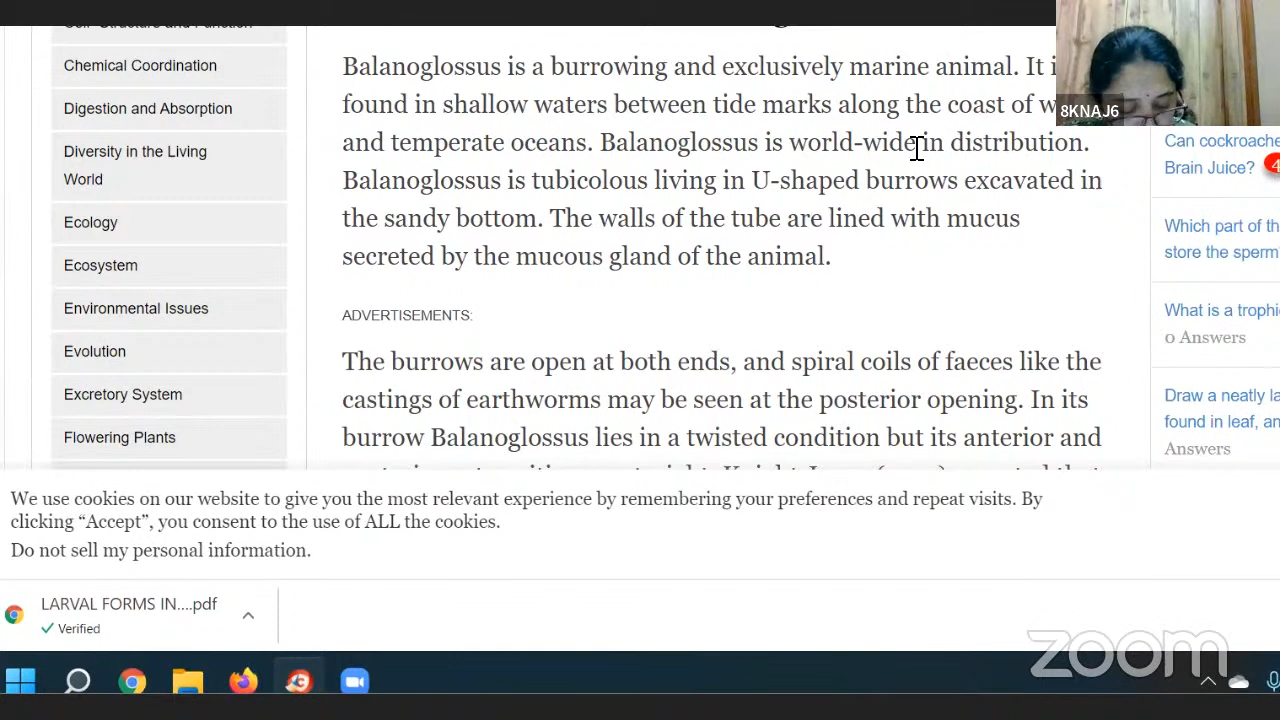 Chemical Coordination
Digestion and Absorption
Diversity in the Living
World
Ecology
Ecosystem
Environmental Issues
Evolution
Excretory System
Flowering Plants
Balanoglossus is a burrowing and exclusively marine animal. It i
found in shallow waters between tide marks along the coast of w
and temperate oceans. Balanoglossus is world-wide in distribution.
Balanoglossus is tubicolous living in U-shaped burrows excavated in
the sandy bottom. The walls of the tube are lined with mucus
secreted by the mucous gland of the animal.
ADVERTISEMENTS:
The burrows are open at both ends, and spiral coils of faeces like the
castings of earthworms may be seen at the posterior opening. In its
burrow Balanoglossus lies in a twisted condition but its anterior and
8KNAJ6
Can cockroache
Brain Juice? 4
Which part of th
store the sperm
What is a trophi
0 Answers
Draw a neatly la
found in leaf, an
Answers
We use cookies on our website to give you the most relevant experience by remembering your preferences and repeat visits. By
clicking “Accept”, you consent to the use of ALL the cookies.
Do not sell my personal information.
LARVAL FORMS IN....pdf
Verified
zoom